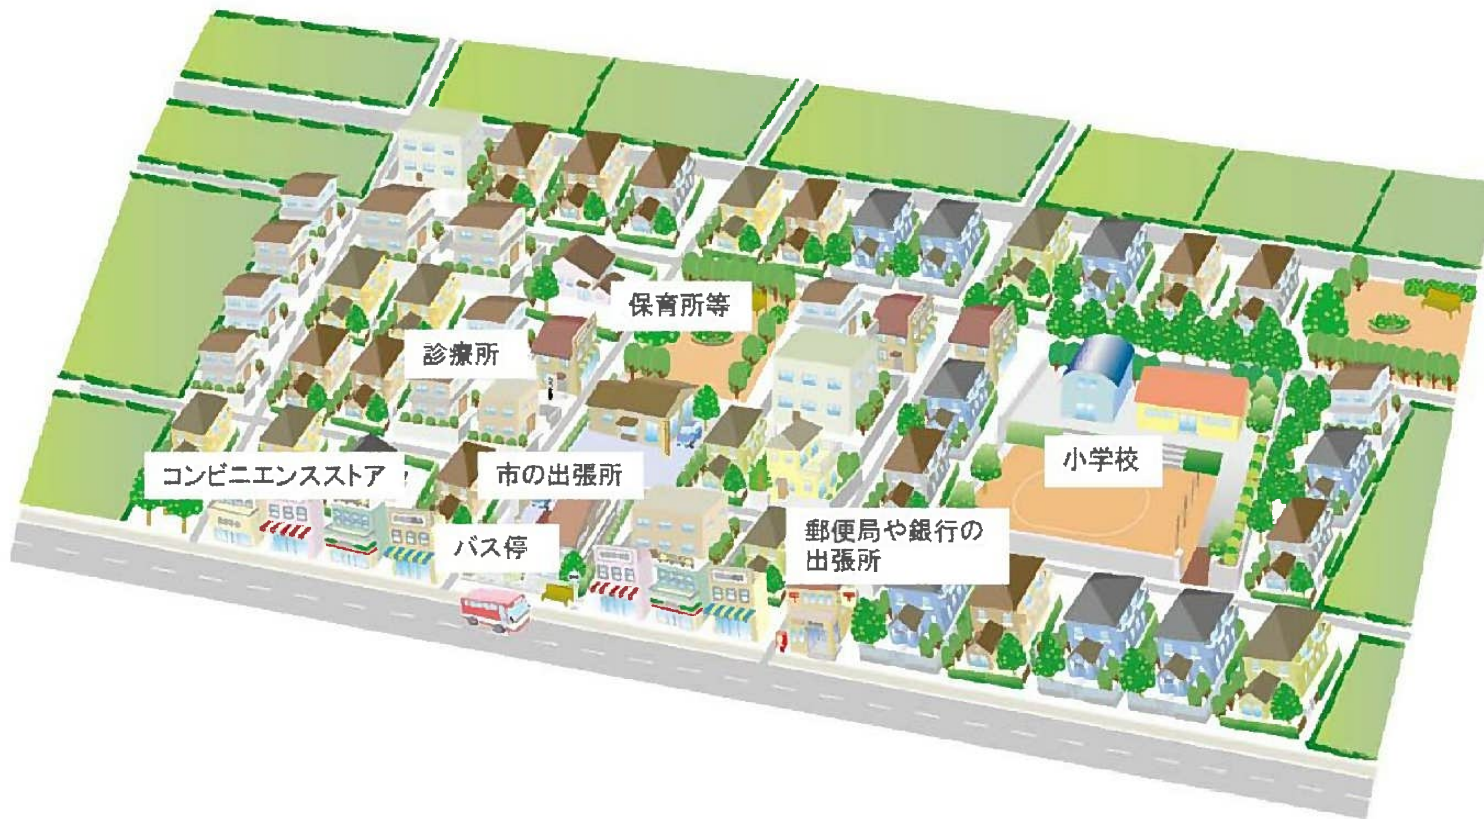 保育所等
診療所
小学校
コンビニエンスストア
市の出張所
バス停
郵便局や銀行の
出張所